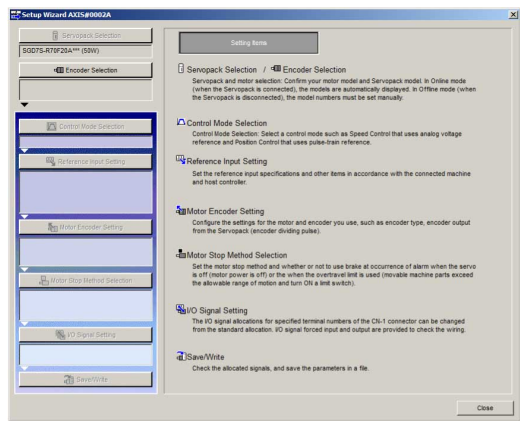 Setup Wizard AXIS#0002A
Servopack Selection
SGD7S-R70F20A*** (50W)
Encoder Selection
Control Mode Selection
Reference Input Setting
Motor Encoder Setting
Motor Stop Method Selection
I/O Signal Setting
Save/Write
Setting Items
Servopack Selection / Encoder Selection
Servopack and motor selection: Confirm your motor model and Servopack model. In Online mode
(when the Servopack is connected), the models are automatically displayed. In Offline mode (when
the Servopack is disconnected), the model numbers must be set manually.
Control Mode Selection
Control Mode Selection: Select a control mode such as Speed Control that uses analog voltage
reference and Position Control that uses pulse-train reference.
Reference Input Setting
Set the reference input specifications and other items in accordance with the connected machine
and host controller.
Motor Encoder Setting
Configure the settings for the motor and encoder you use, such as encoder type, encoder output
from the Servopack (encoder dividing pulse).
Motor Stop Method Selection
Set the motor stop method and whether or not to use brake at occurrence of alarm when the servo
is off (motor power is off) or the when the overtravel limit is used (movable machine parts exceed
the allowable range of motion and turn ON a limit switch).
I/O Signal Setting
The I/O signal allocations for specified terminal numbers of the CN-1 connector can be changed
from the standard allocation. I/O signal forced input and output are provided to check the wiring.
Save/Write
Check the allocated signals, and save the parameters in a file.
Close